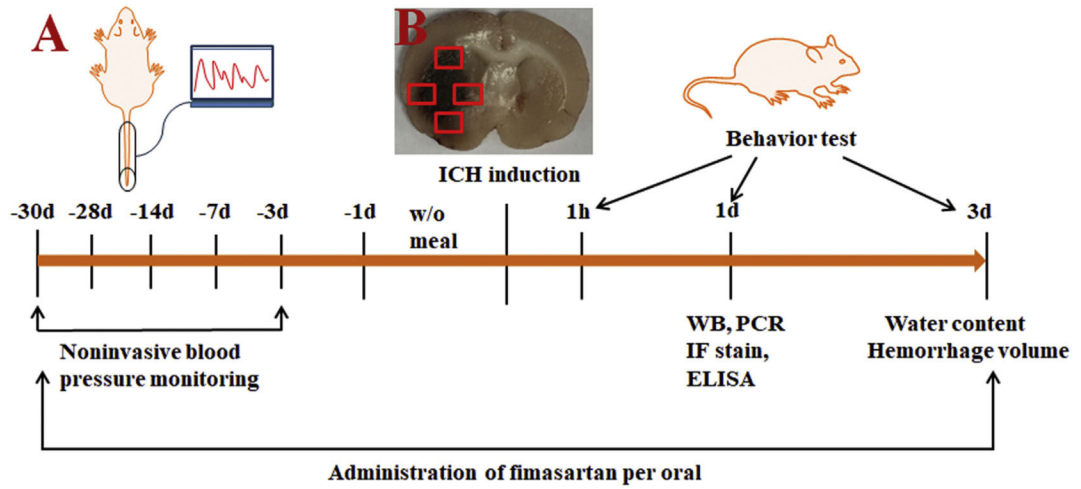 A
B
ICH induction
Behavior test
-30d -28d -14d -7d -3d -1d w/o 1h 1d 3d
meal
Noninvasive blood
pressure monitoring
WB, PCR
IF stain,
ELISA
Water content
Hemorrhage volume
Administration of fimasartan per oral